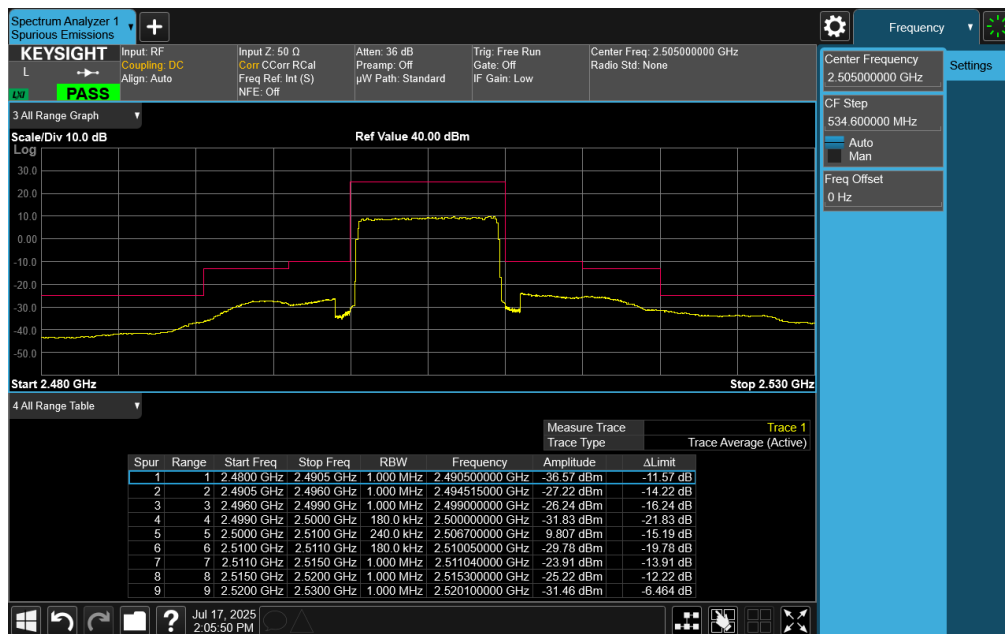 Spectrum Analyzer 1
Spurious Emissions
Frequency
KEYSIGHT
L
LXI
PASS
Input: RF
Coupling: DC
Align: Auto
Input Z: 50 Ω
Corr CCorr RCal
Freq Ref: Int (S)
NFE: Off
Atten: 36 dB
Preamp: Off
µW Path: Standard
Trig: Free Run
Gate: Off
IF Gain: Low
Center Freq: 2.505000000 GHz
Radio Std: None
Center Frequency
2.505000000 GHz
Settings
CF Step
534.600000 MHz
Auto
Man
Freq Offset
0 Hz
3 All Range Graph
Scale/Div 10.0 dB
Ref Value 40.00 dBm
Log
30.0
20.0
10.0
0.00
-10.0
-20.0
-30.0
-40.0
-50.0
Start 2.480 GHz
Stop 2.530 GHz
4 All Range Table
Measure Trace Trace 1
Trace Type Trace Average (Active)
Spur Range Start Freq Stop Freq RBW Frequency Amplitude ΔLimit
1 1 2.4800 GHz 2.4905 GHz 1.000 MHz 2.490500000 GHz -36.57 dBm -11.57 dB
2 2 2.4905 GHz 2.4960 GHz 1.000 MHz 2.494515000 GHz -27.22 dBm -14.22 dB
3 3 2.4960 GHz 2.4990 GHz 1.000 MHz 2.499000000 GHz -26.24 dBm -16.24 dB
4 4 2.4990 GHz 2.5000 GHz 180.0 kHz 2.500000000 GHz -31.83 dBm -21.83 dB
5 5 2.5000 GHz 2.5100 GHz 240.0 kHz 2.506700000 GHz 9.807 dBm -15.19 dB
6 6 2.5100 GHz 2.5110 GHz 180.0 kHz 2.510050000 GHz -29.78 dBm -19.78 dB
7 7 2.5110 GHz 2.5150 GHz 1.000 MHz 2.511040000 GHz -23.91 dBm -13.91 dB
8 8 2.5150 GHz 2.5200 GHz 1.000 MHz 2.515300000 GHz -25.22 dBm -12.22 dB
9 9 2.5200 GHz 2.5300 GHz 1.000 MHz 2.520100000 GHz -31.46 dBm -6.464 dB
?
Jul 17, 2025
2:05:50 PM